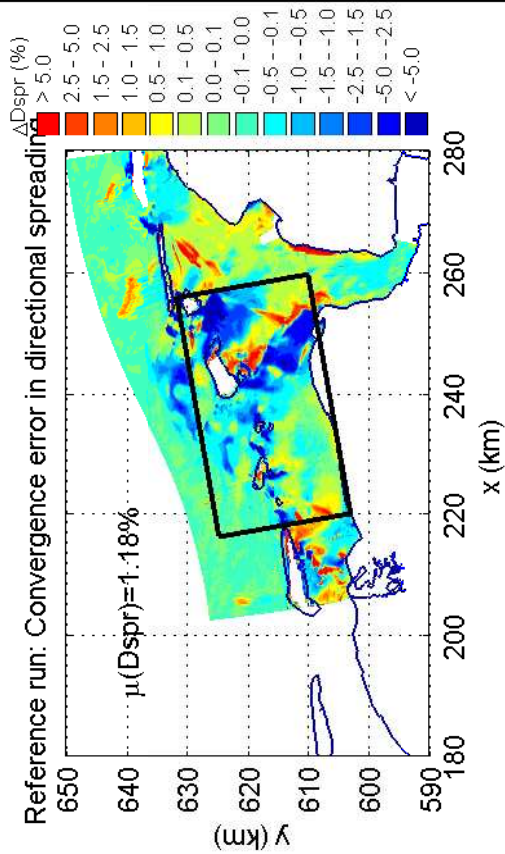 Reference run: Convergence error in directional spreading
ΔDspr (%)
> 5.0
2.5 - 5.0
1.5 - 2.5
1.0 - 1.5
0.5 - 1.0
0.1 - 0.5
0.0 - 0.1
-0.1 - 0.0
-0.5 - -0.1
-1.0 - -0.5
-1.5 - -1.0
-2.5 - -1.5
-5.0 - -2.5
< -5.0
μ(Dspr)=1.18%
650
640
630
620
610
600
590
y (km)
180 200 220 240 260 280
x (km)